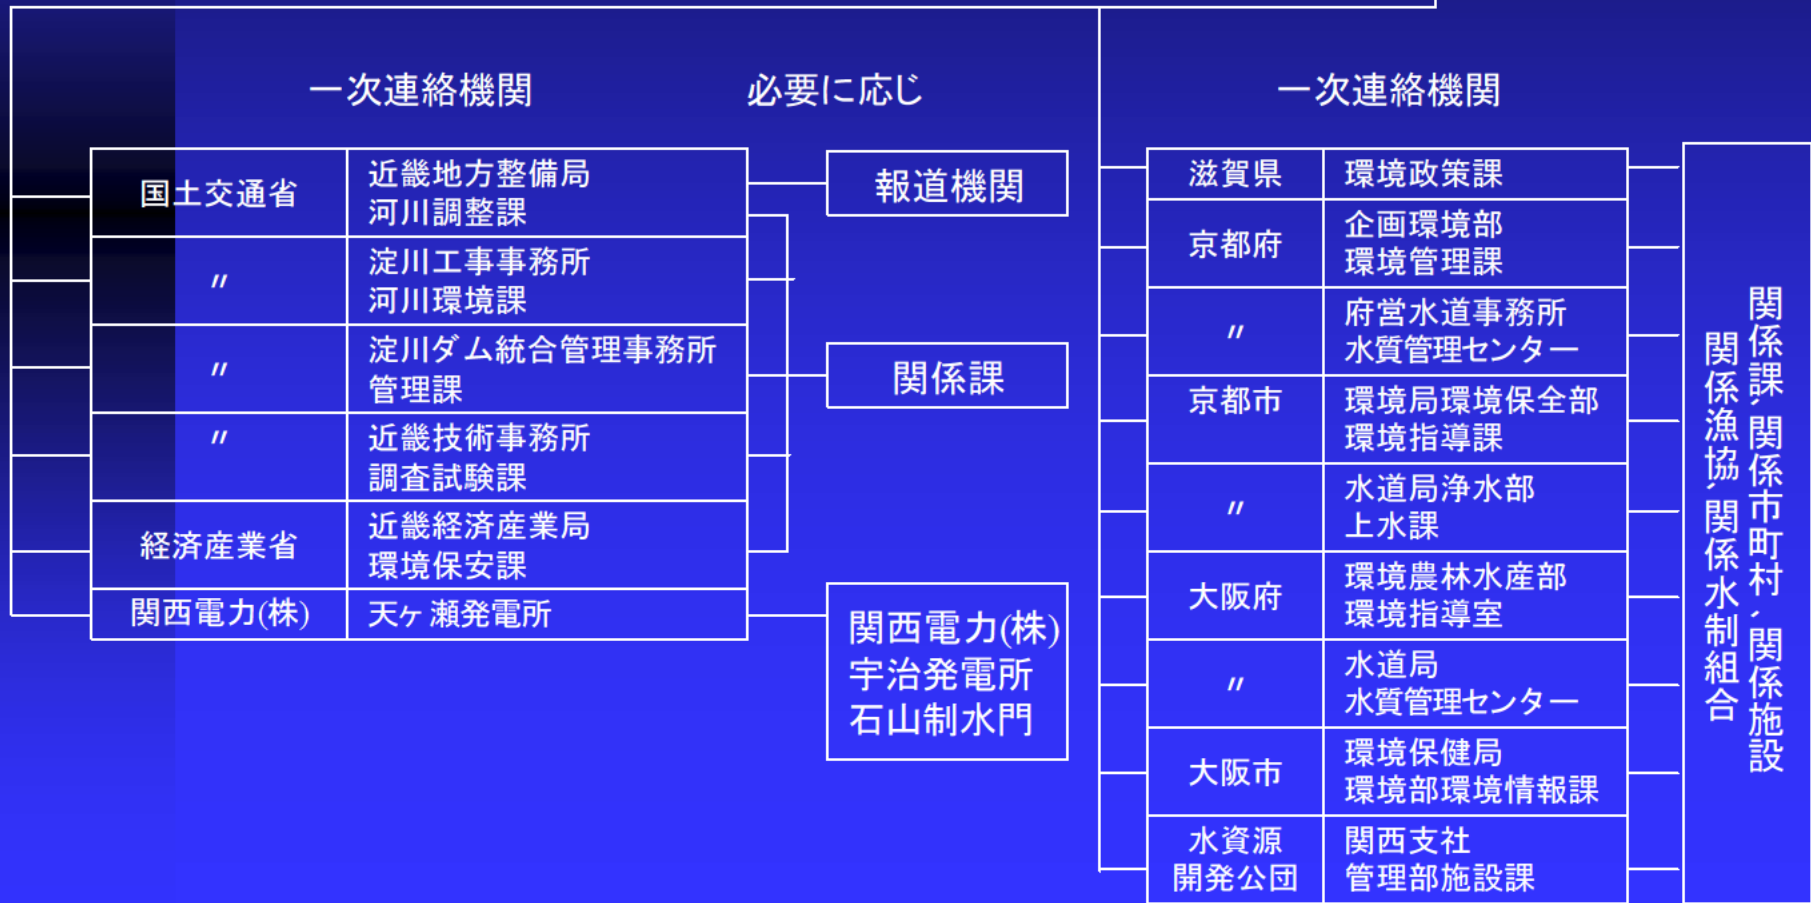 一次連絡機関
必要に応じ
一次連絡機関
国土交通省
近畿地方整備局
河川調整課
〃
淀川工事事務所
河川環境課
〃
淀川ダム統合管理事務所
管理課
〃
近畿技術事務所
調査試験課
経済産業省
近畿経済産業局
環境保安課
関西電力(株)
天ヶ瀬発電所
報道機関
関係課
関西電力(株)
宇治発電所
石山制水門
滋賀県
環境政策課
京都府
企画環境部
環境管理課
〃
府営水道事務所
水質管理センター
京都市
環境局環境保全部
環境指導課
〃
水道局浄水部
上水課
大阪府
環境農林水産部
環境指導室
〃
水道局
水質管理センター
大阪市
環境保健局
環境部環境情報課
水資源
開発公団
関西支社
管理部施設課
関係課、関係市町村、関係施設
関係漁協、関係水制組合